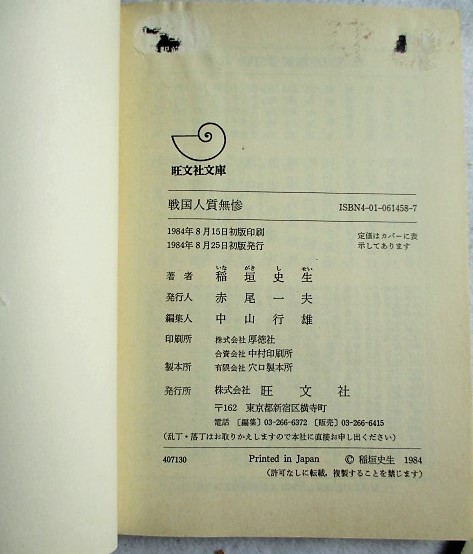 旺文社文庫
戦国人質無惨 ISBN4-01-061458-7
1984年8月15日初版印刷
1984年8月25日初版発行
定価はカバーに表
示してあります
いながきしせい
著者 稲垣史生
発行人 赤尾一夫
編集人 中山行雄
印刷所 株式会社 厚徳社
合資会社 中村印刷所
製本所 有限会社 穴口製本所
発行所 株式会社 旺文社
〒162 東京都新宿区横寺町
電話 [編集] 03-266-6372 [販売] 03-266-6415
(乱丁・落丁はお取りかえしますので本社に直接お申し出ください)
407130 Printed in Japan © 稲垣史生 1984
(許可なしに転載,複製することを禁じます)